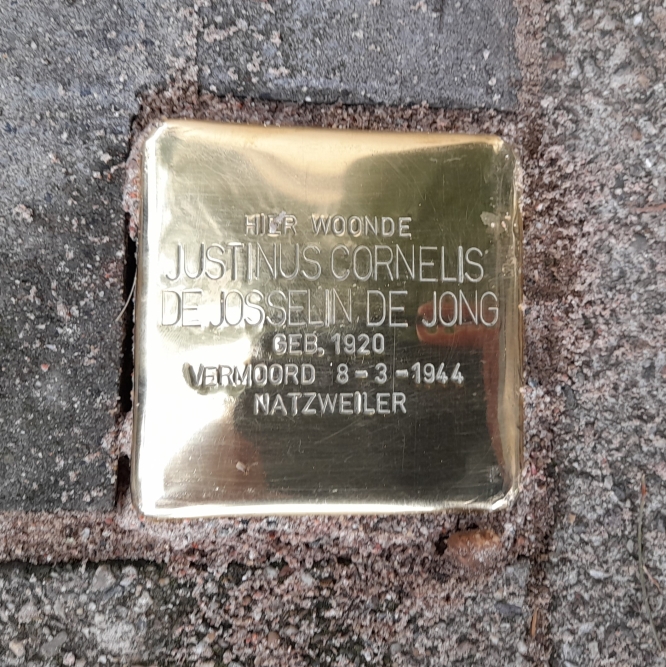 HIER WOONDE
JUSTINUS CORNELIS
DE JOSSELIN DE JONG
GEB. 1920
VERMOORD 8-3-1944
NATZWEILER